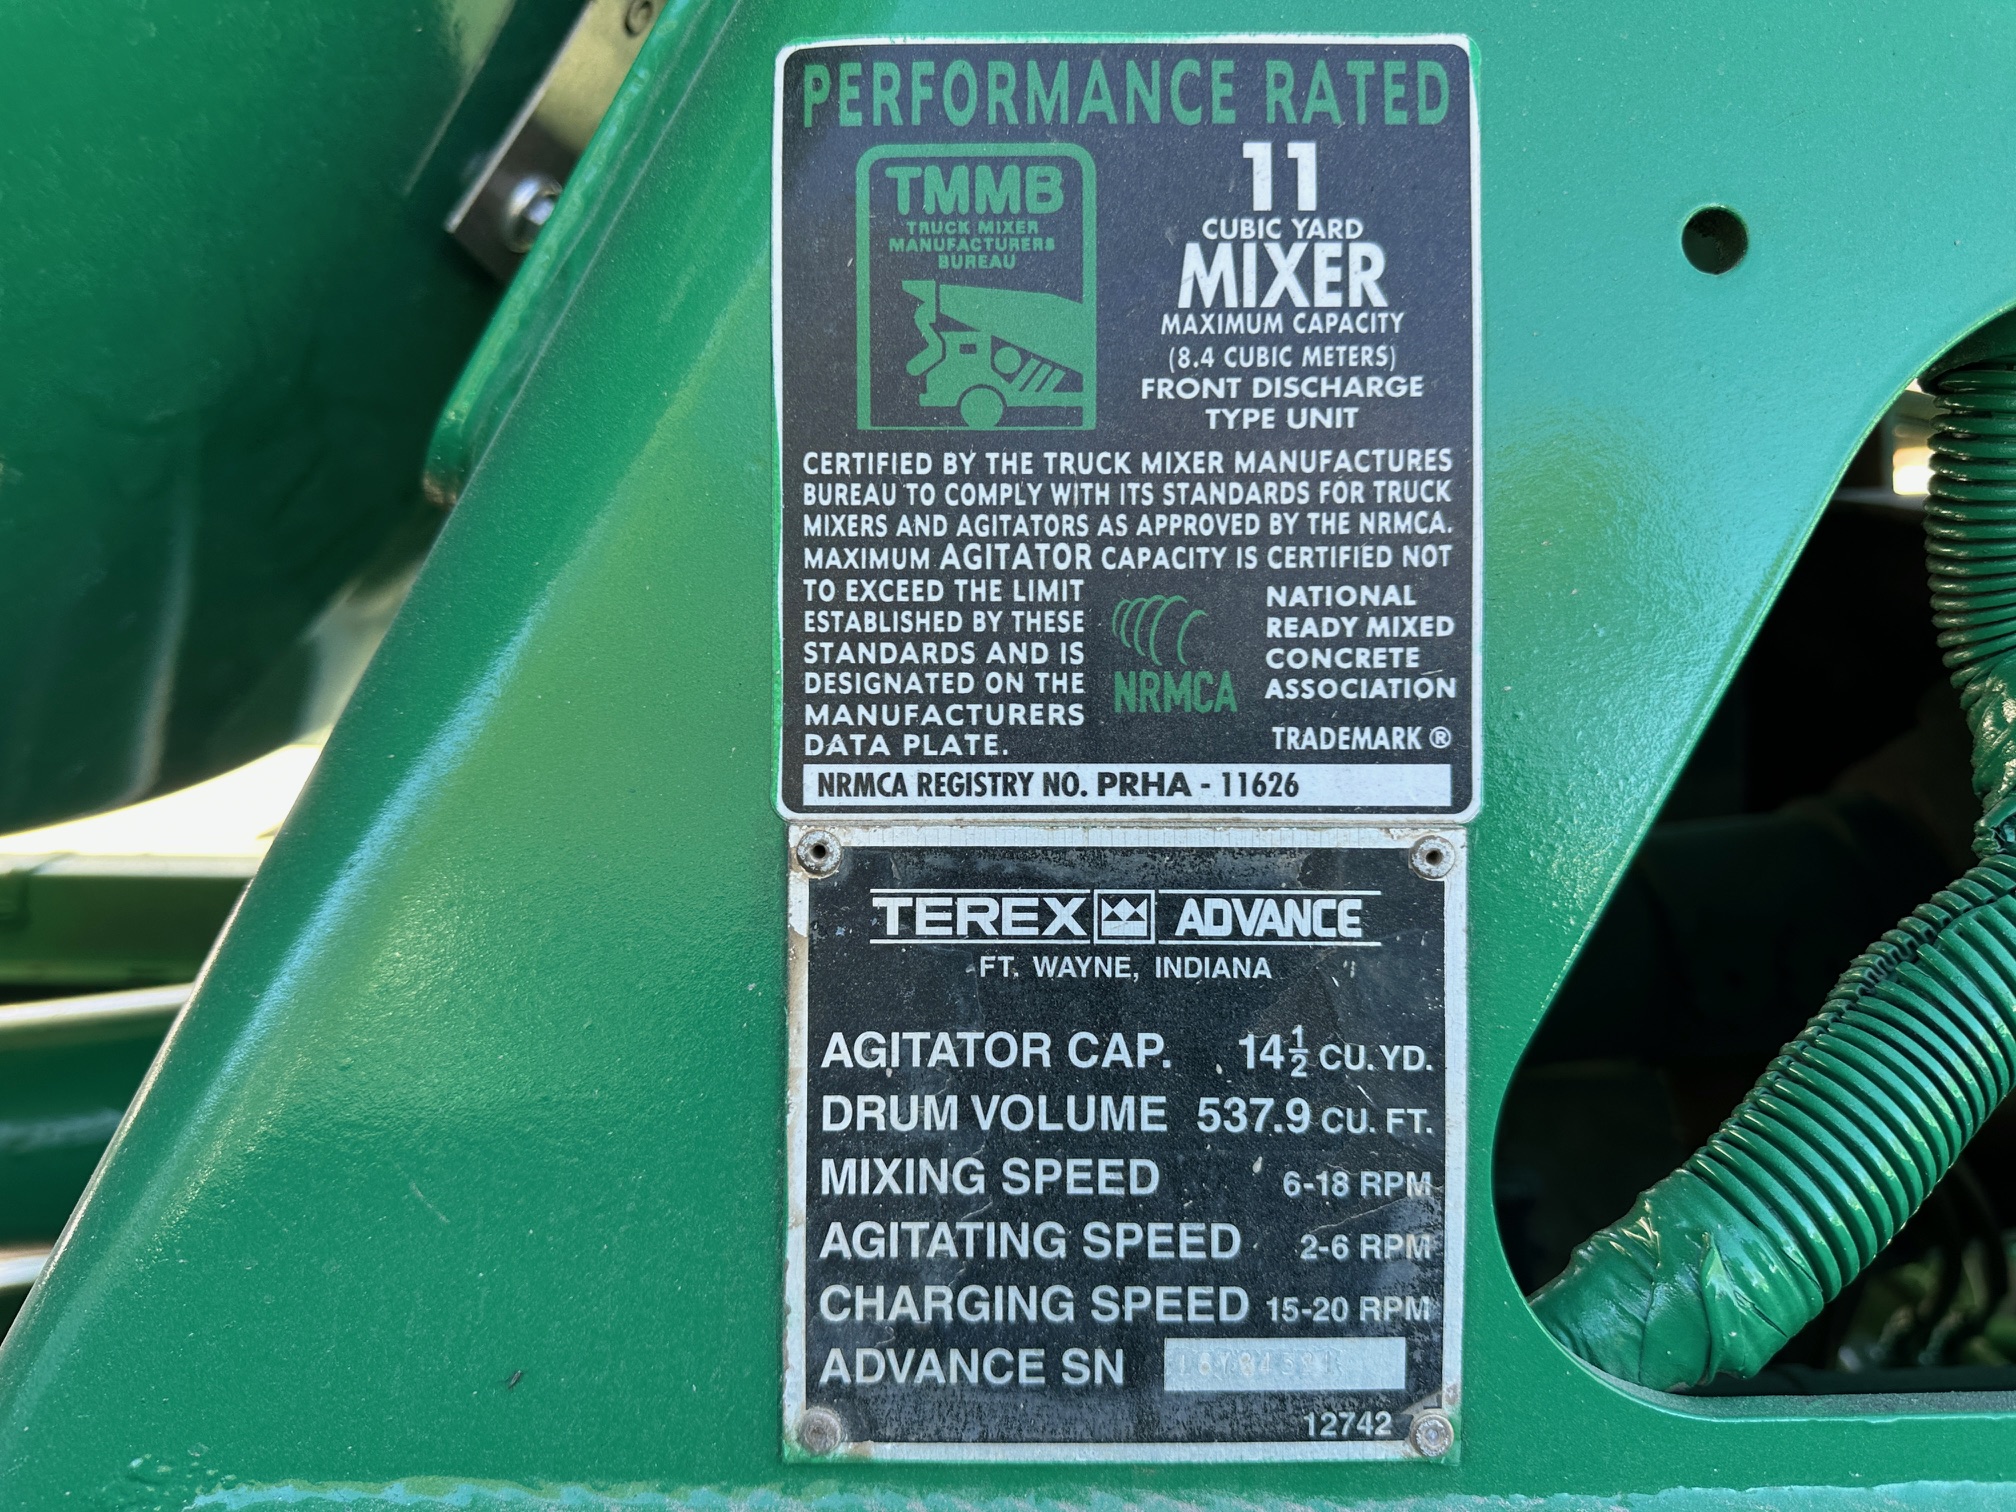 PERFORMANCE RATED
TMMB
TRUCK MIXER
MANUFACTURERS
BUREAU
11
CUBIC YARD
MIXER
MAXIMUM CAPACITY
(8.4 CUBIC METERS)
FRONT DISCHARGE
TYPE UNIT
CERTIFIED BY THE TRUCK MIXER MANUFACTURES
BUREAU TO COMPLY WITH ITS STANDARDS FOR TRUCK
MIXERS AND AGITATORS AS APPROVED BY THE NRMCA.
MAXIMUM AGITATOR CAPACITY IS CERTIFIED NOT
TO EXCEED THE LIMIT
ESTABLISHED BY THESE
STANDARDS AND IS
DESIGNATED ON THE
MANUFACTURERS
DATA PLATE.
NRMCA
NATIONAL
READY MIXED
CONCRETE
ASSOCIATION
TRADEMARK ®
NRMCA REGISTRY NO. PRHA - 11626
TEREX ADVANCE
FT. WAYNE, INDIANA
AGITATOR CAP. 14 1/2 CU. YD.
DRUM VOLUME 537.9 CU. FT.
MIXING SPEED 6-18 RPM
AGITATING SPEED 2-6 RPM
CHARGING SPEED 15-20 RPM
ADVANCE SN
12742